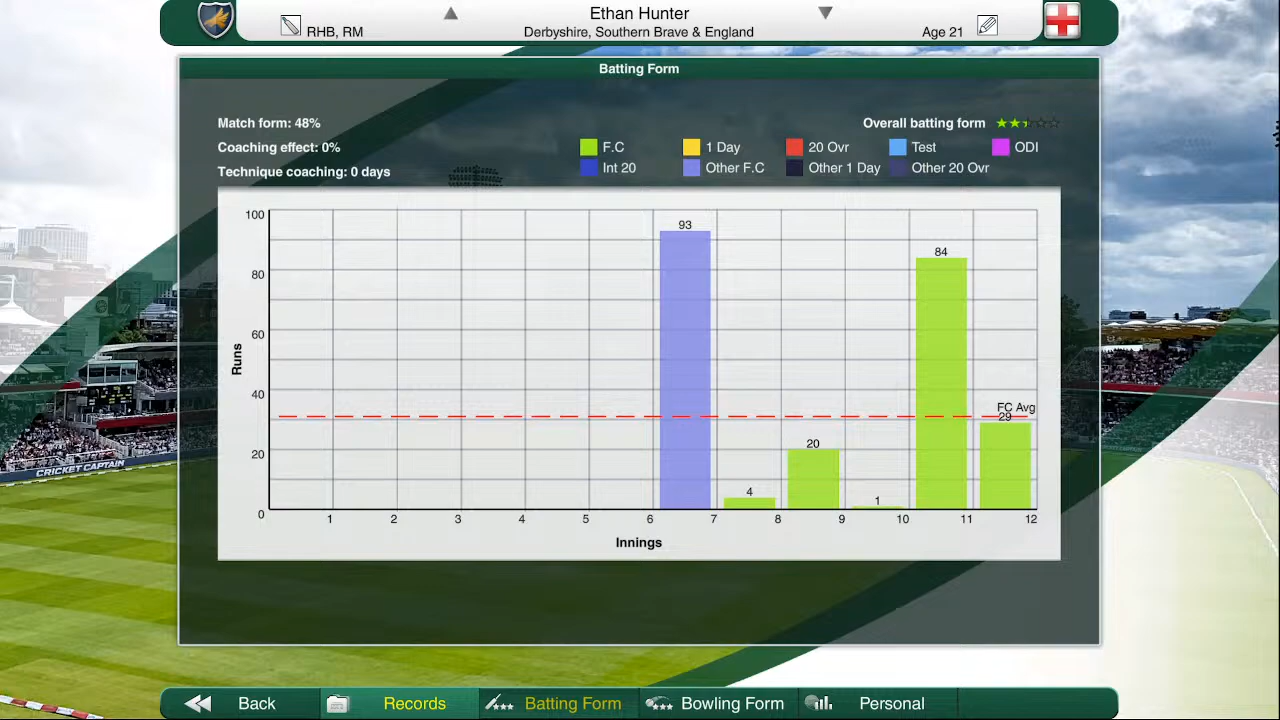 Ethan Hunter
RHB, RM
Derbyshire, Southern Brave & England
Age 21
Batting Form
Match form: 48%
Coaching effect: 0%
Technique coaching: 0 days
Overall batting form
F.C
1 Day
20 Ovr
Test
ODI
Int 20
Other F.C
Other 1 Day
Other 20 Ovr
100
80
60
40
20
0
Runs
93
4
20
1
84
FC Avg
29
1 2 3 4 5 6 7 8 9 10 11 12
Innings
CRICKET CAPTAIN
Back
Records
Batting Form
Bowling Form
Personal